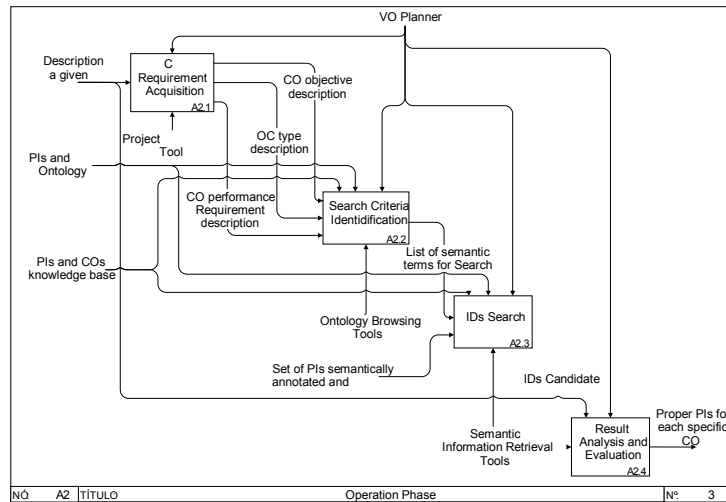 VO Planner
Description
a given
C
Requirement
Acquisition
A2.1
CO objective
description
Project
Tool
OC type
description
PIs and
Ontology
CO performance
Requirement
description
Search Criteria
Identidification
A2.2
PIs and COs
knowledge base
List of semantic
terms for Search
Ontology Browsing
Tools
IDs Search
A2.3
Set of PIs semantically
annotated and
IDs Candidate
Semantic
Information Retrieval
Tools
Result
Analysis and
Evaluation
A2.4
Proper PIs for
each specific
CO
NÓ: A2 TÍTULO Operation Phase Nº: 3